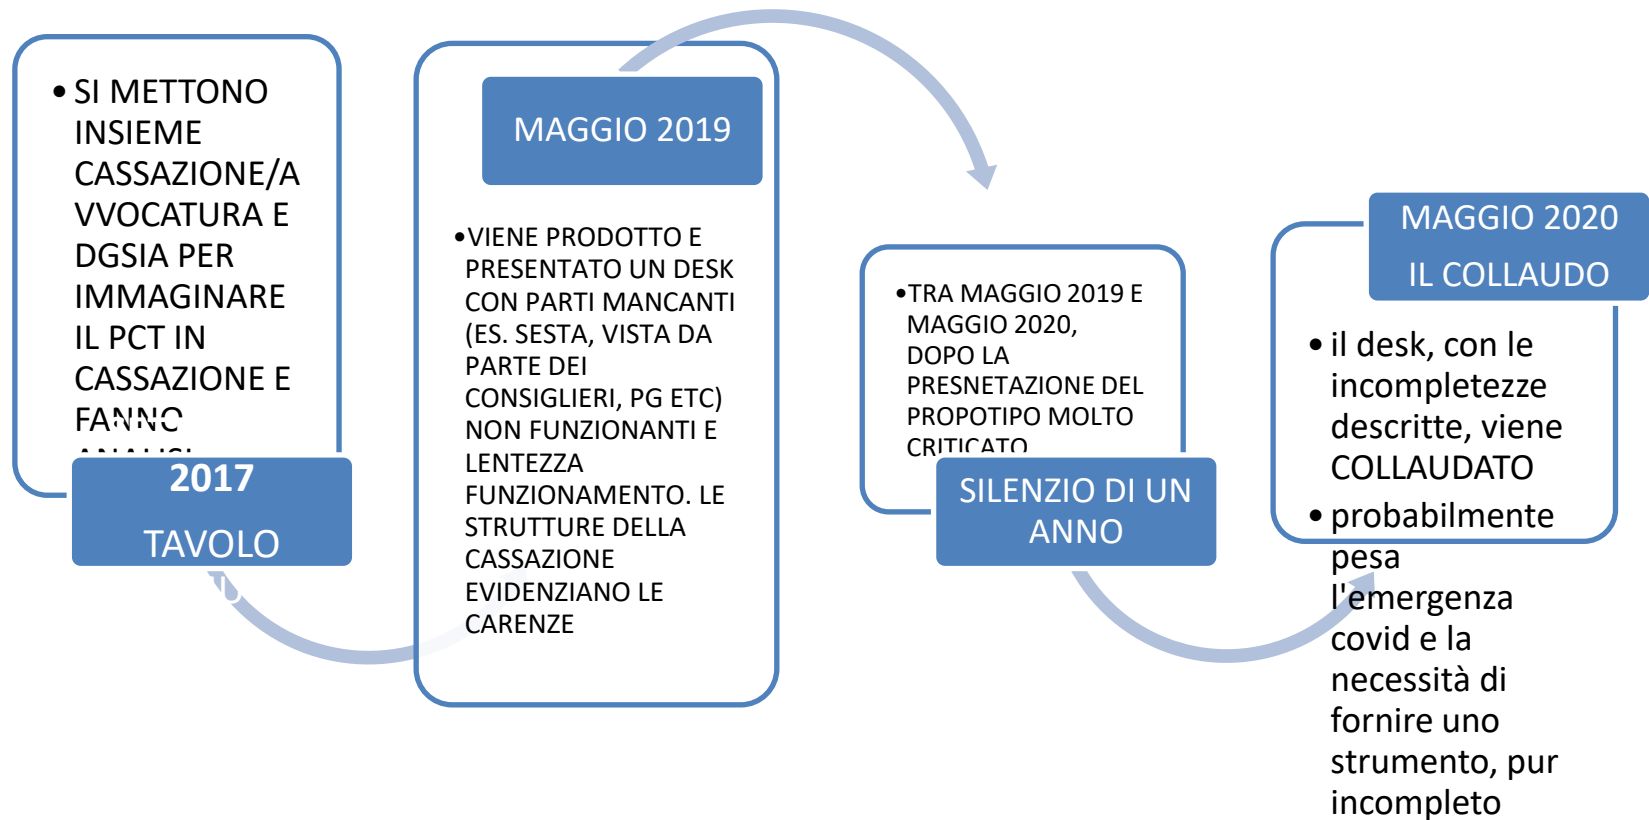 • SI METTONO
INSIEME
CASSAZIONE/A
VVOCATURA E
DGSIA PER
IMMAGINARE
IL PCT IN
CASSAZIONE E
FANNO
ANALISI
2017
TAVOLO
MAGGIO 2019
•VIENE PRODOTTO E
PRESENTATO UN DESK
CON PARTI MANCANTI
(ES. SESTA, VISTA DA
PARTE DEI
CONSIGLIERI, PG ETC)
NON FUNZIONANTI E
LENTEZZA
FUNZIONAMENTO. LE
STRUTTURE DELLA
CASSAZIONE
EVIDENZIANO LE
CARENZE
•TRA MAGGIO 2019 E
MAGGIO 2020,
DOPO LA
PRESNETAZIONE DEL
PROPOTIPO MOLTO
CRITICATO
SILENZIO DI UN
ANNO
MAGGIO 2020
IL COLLAUDO
• il desk, con le
incompletezze
descritte, viene
COLLAUDATO
• probabilmente
pesa
l'emergenza
covid e la
necessità di
fornire uno
strumento, pur
incompleto